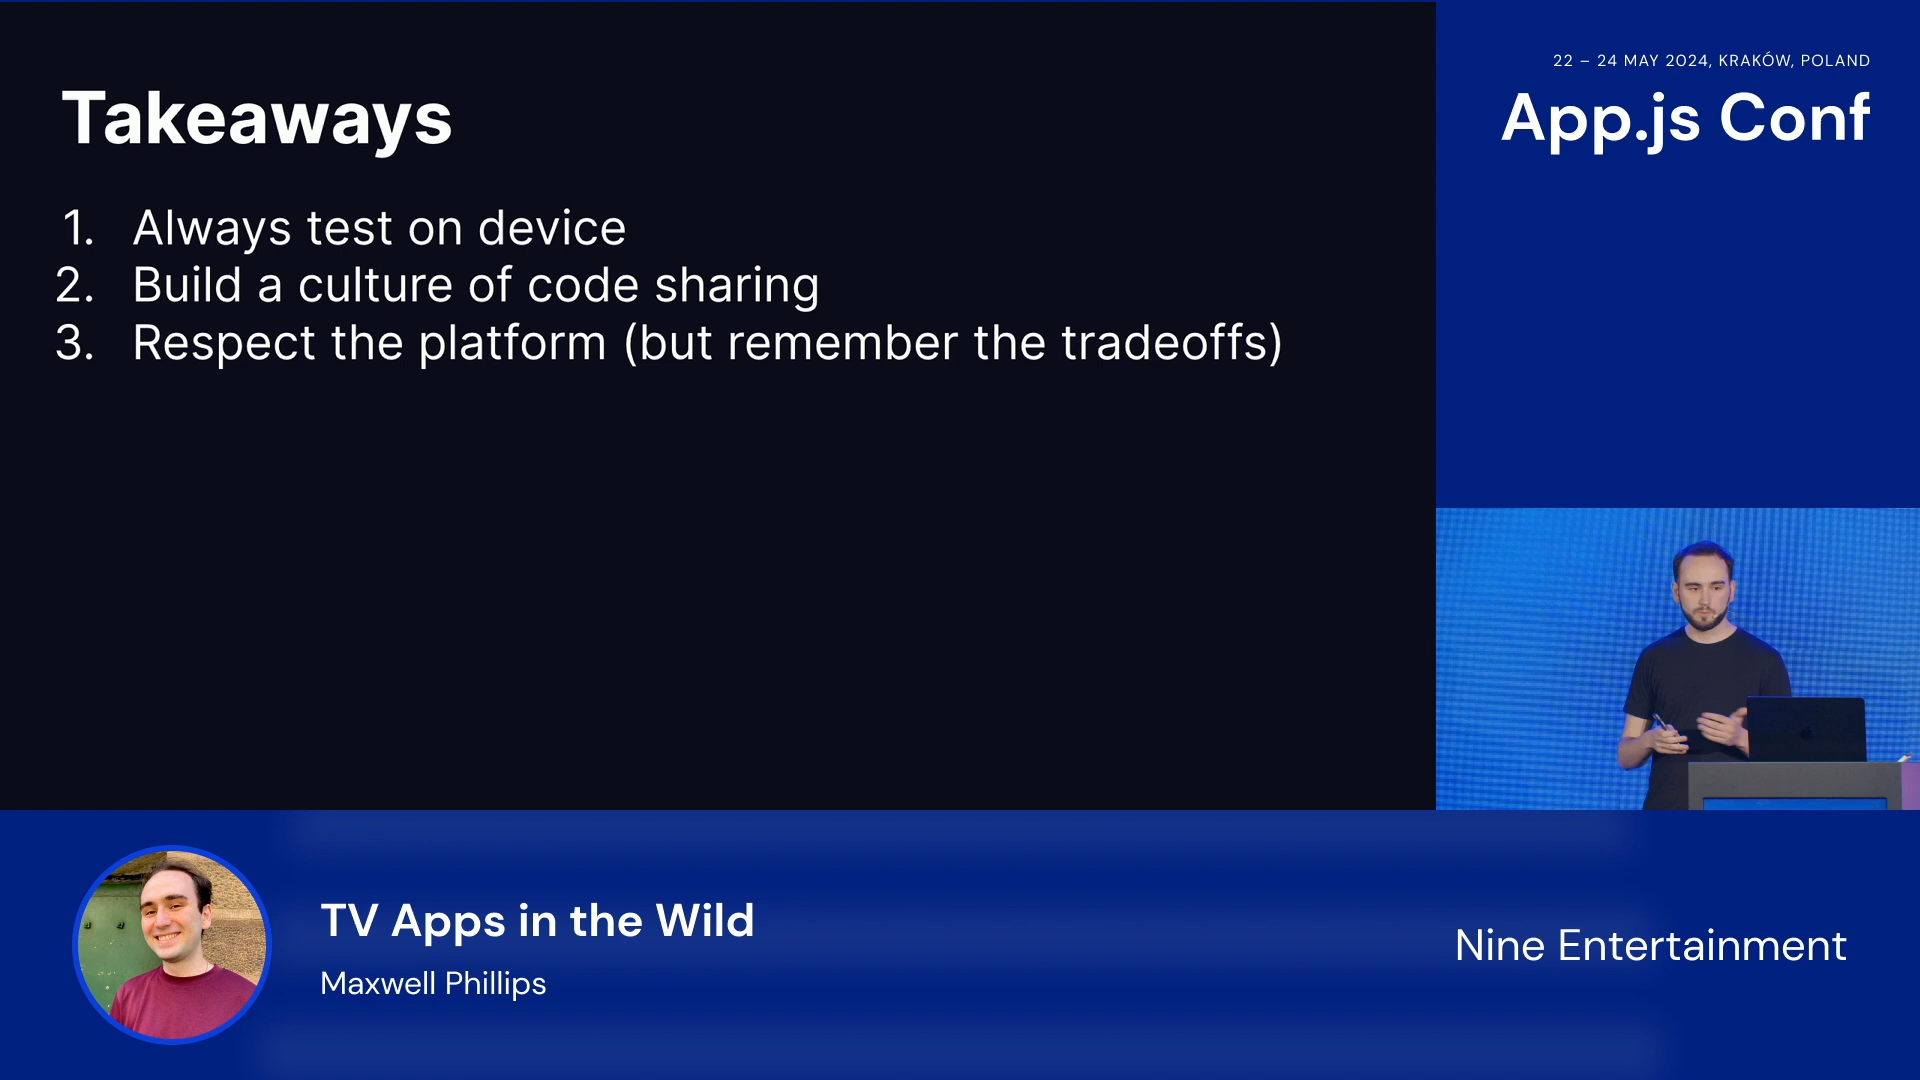 Takeaways
1. Always test on device
2. Build a culture of code sharing
3. Respect the platform (but remember the tradeoffs)
22 – 24 MAY 2024, KRAKÓW, POLAND
App.js Conf
TV Apps in the Wild
Maxwell Phillips
Nine Entertainment